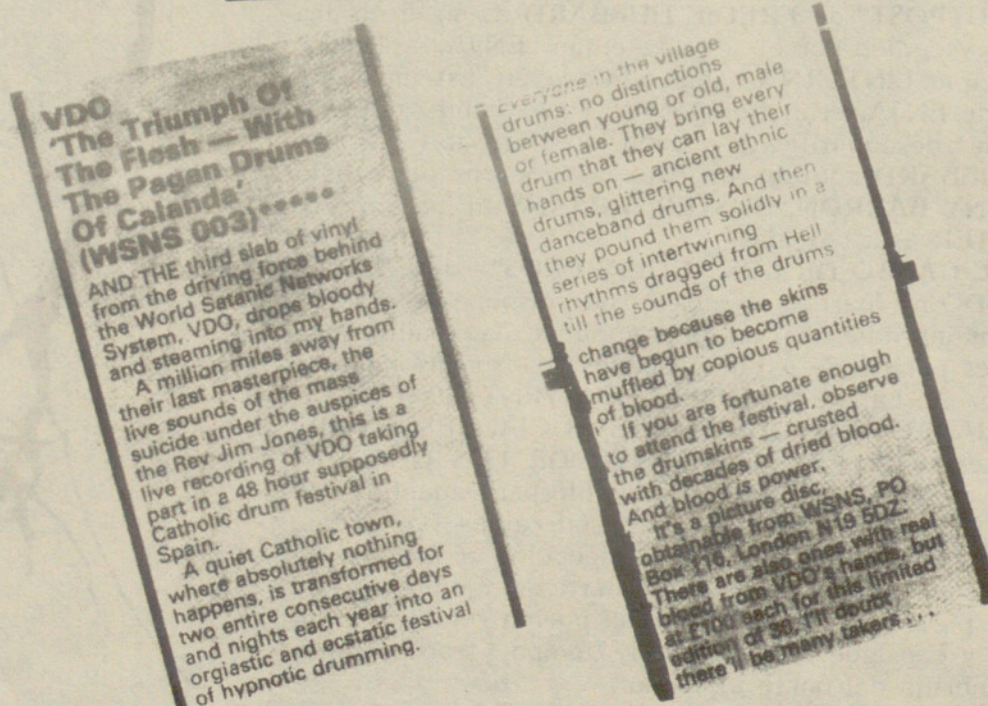 VDO
'The Triumph Of
The Flesh — With
The Pagan Drums
Of Calanda'
(WSNS 003)*****
AND THE third slab of vinyl
from the driving force behind
the World Satanic Networks
System, VDO, drops bloody
and steaming into my hands.
A million miles away from
their last masterpiece, the
live sounds of the mass
suicide under the auspices of
the Rev Jim Jones, this is a
live recording of VDO taking
part in a 48 hour supposedly
Catholic drum festival in
Spain.
A quiet Catholic town,
where absolutely nothing
happens, is transformed for
two entire consecutive days
and nights each year into an
orgiastic and ecstatic festival
of hypnotic drumming.
Everyone in the village
drums: no distinctions
between young or old, male
or female. They bring every
drum that they can lay their
hands on — ancient ethnic
drums, glittering new
danceband drums. And then
they pound them solidly in a
series of intertwining
rhythms dragged from Hell
till the sounds of the drums
change because the skins
have begun to become
muffled by copious quantities
of blood.
If you are fortunate enough
to attend the festival, observe
the drumskins — crusted
with decades of dried blood.
And blood is power.
It's a picture disc,
obtainable from WSNS, PO
Box 116, London N19 5DZ.
There are also ones with real
blood from VDO's hands, but
at £100 each for this limited
edition of 38, I'll doubt
there'll be many takers . . .